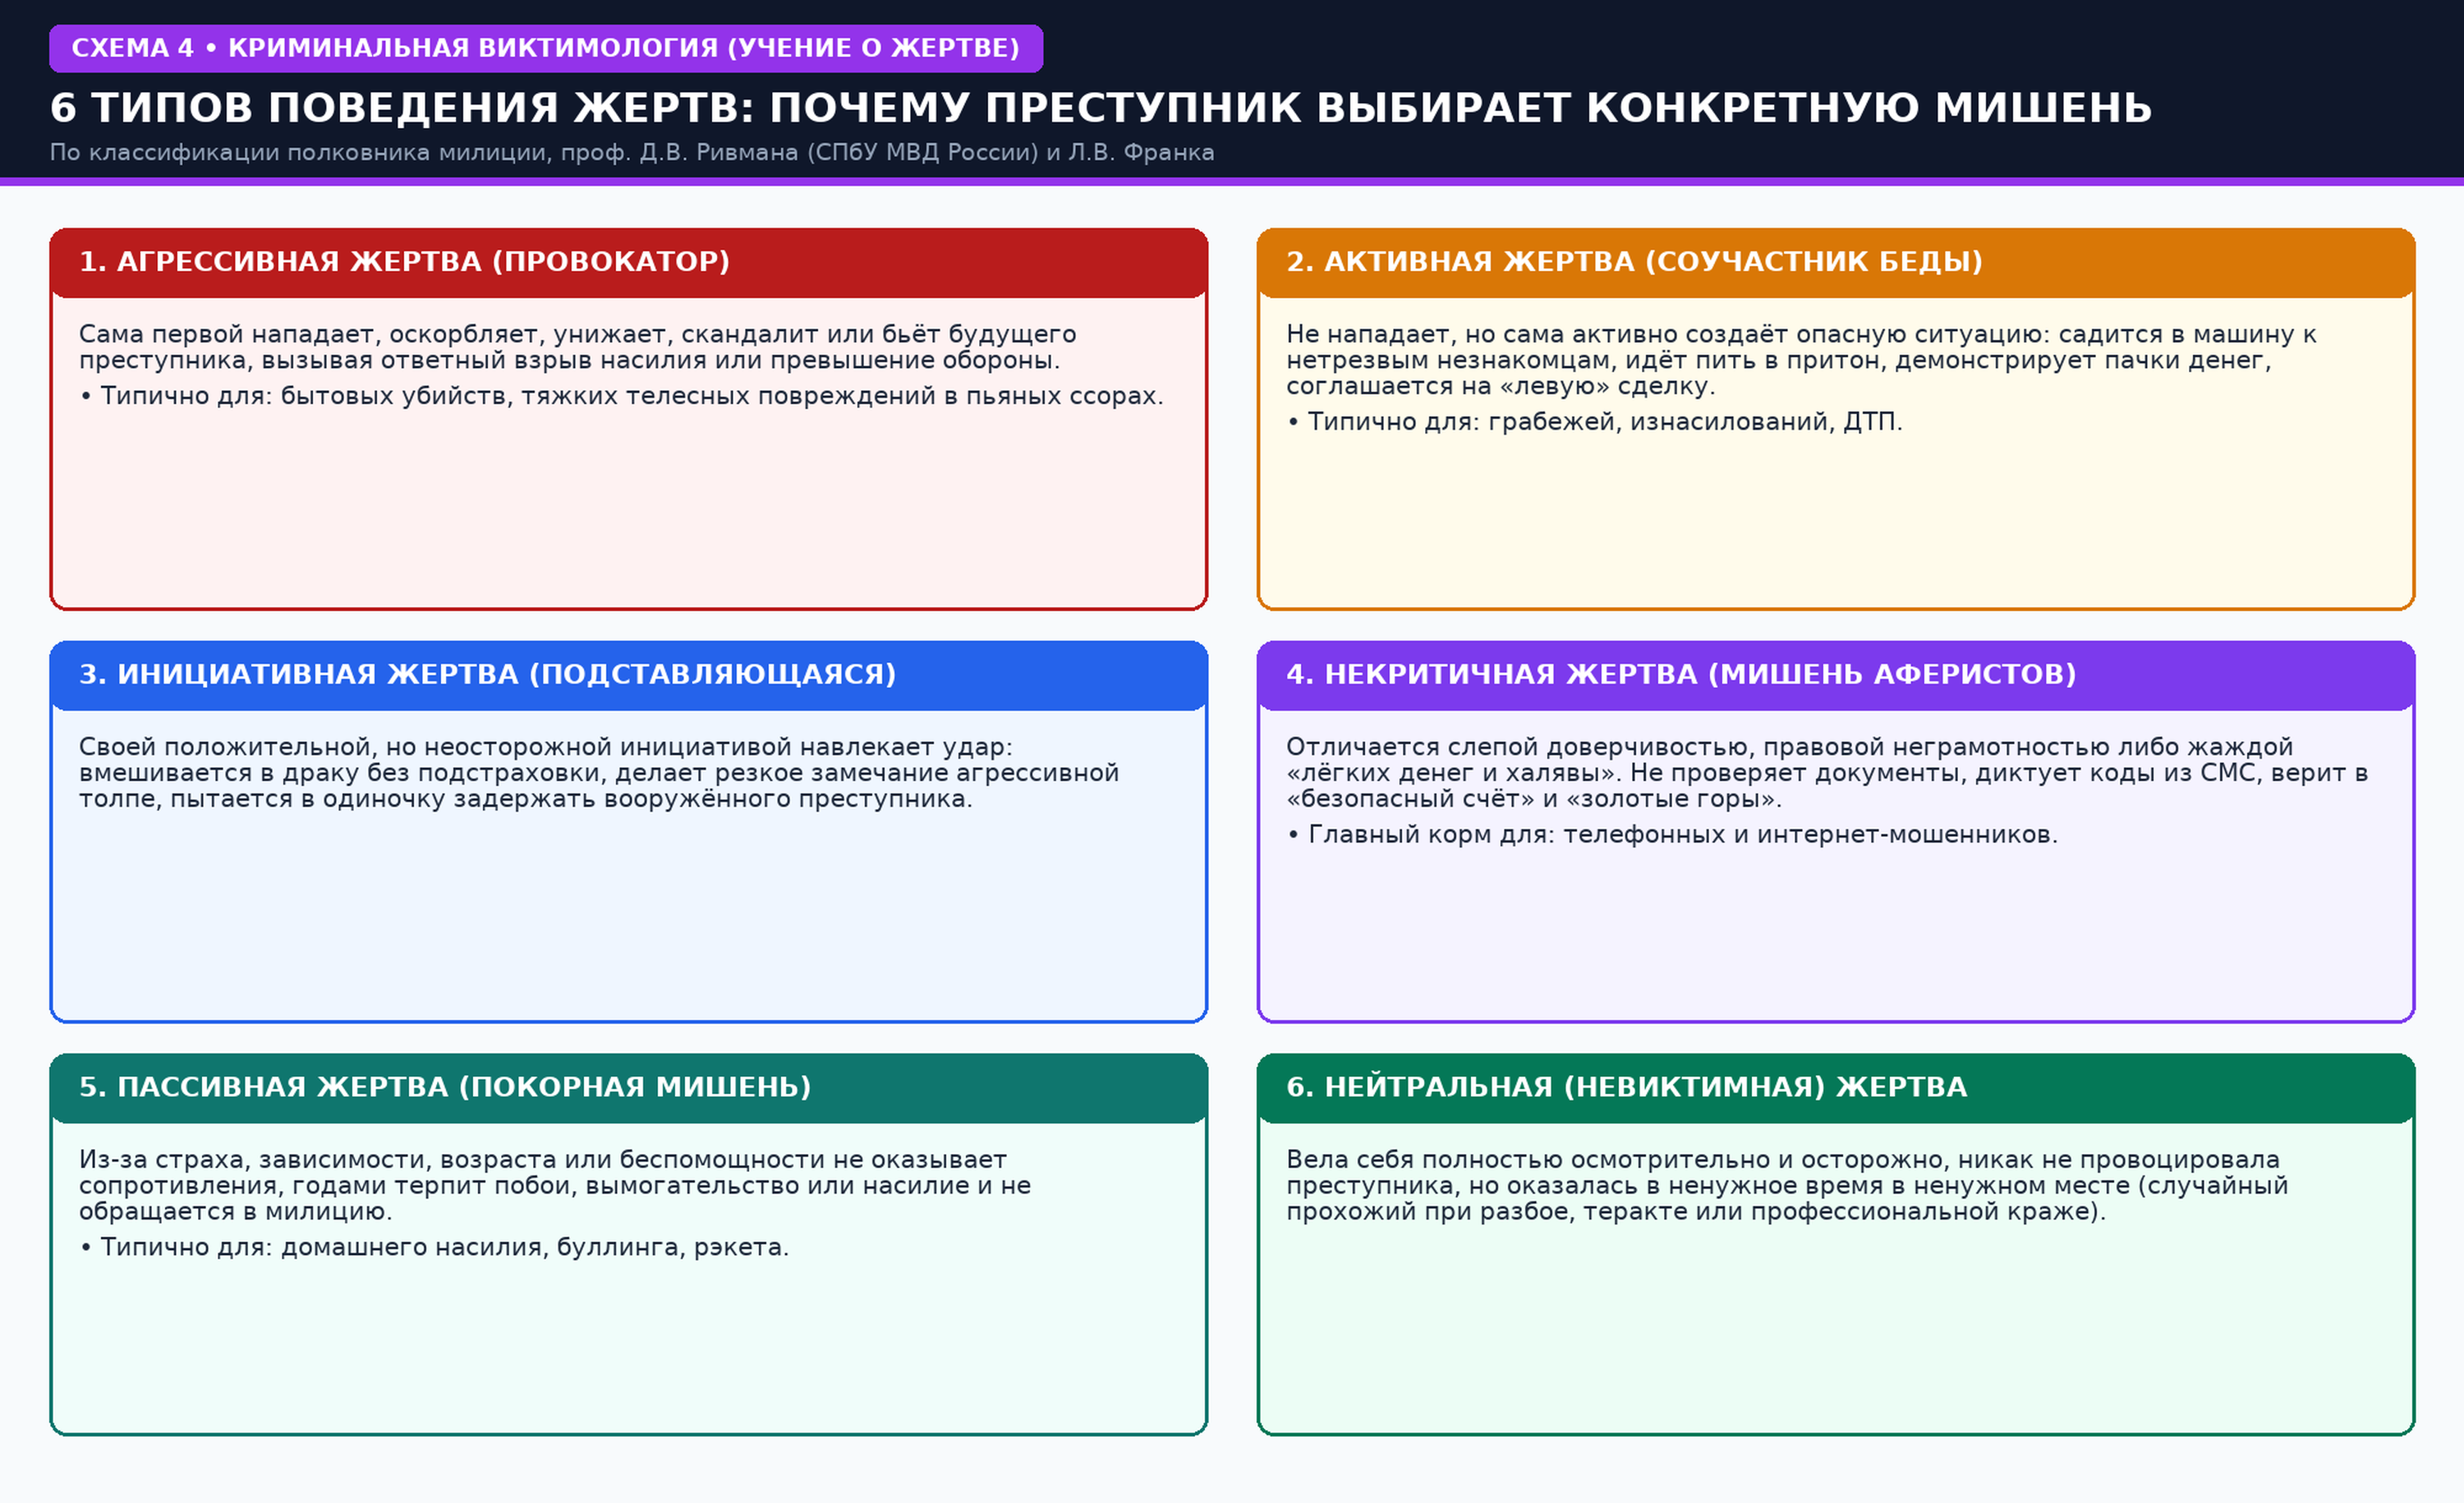 СХЕМА 4 • КРИМИНАЛЬНАЯ ВИКТИМОЛОГИЯ (УЧЕНИЕ О ЖЕРТВЕ)
6 ТИПОВ ПОВЕДЕНИЯ ЖЕРТВ: ПОЧЕМУ ПРЕСТУПНИК ВЫБИРАЕТ КОНКРЕТНУЮ МИШЕНЬ
По классификации полковника милиции, проф. Д.В. Ривмана (СПбУ МВД России) и Л.В. Франка
1. АГРЕССИВНАЯ ЖЕРТВА (ПРОВОКАТОР)
Сама первой нападает, оскорбляет, унижает, скандалит или бьёт будущего
преступника, вызывая ответный взрыв насилия или превышение обороны.
• Типично для: бытовых убийств, тяжких телесных повреждений в пьяных ссорах.
2. АКТИВНАЯ ЖЕРТВА (СОУЧАСТНИК БЕДЫ)
Не нападает, но сама активно создаёт опасную ситуацию: садится в машину к
нетрезвым незнакомцам, идёт пить в притон, демонстрирует пачки денег,
соглашается на «левую» сделку.
• Типично для: грабежей, изнасилований, ДТП.
3. ИНИЦИАТИВНАЯ ЖЕРТВА (ПОДСТАВЛЯЮЩАЯСЯ)
Своей положительной, но неосторожной инициативой навлекает удар:
вмешивается в драку без подстраховки, делает резкое замечание агрессивной
толпе, пытается в одиночку задержать вооружённого преступника.
4. НЕКРИТИЧНАЯ ЖЕРТВА (МИШЕНЬ АФЕРИСТОВ)
Отличается слепой доверчивостью, правовой неграмотностью либо жаждой
«лёгких денег и халявы». Не проверяет документы, диктует коды из СМС, верит в
«безопасный счёт» и «золотые горы».
• Главный корм для: телефонных и интернет-мошенников.
5. ПАССИВНАЯ ЖЕРТВА (ПОКОРНАЯ МИШЕНЬ)
Из-за страха, зависимости, возраста или беспомощности не оказывает
сопротивления, годами терпит побои, вымогательство или насилие и не
обращается в милицию.
• Типично для: домашнего насилия, буллинга, рэкета.
6. НЕЙТРАЛЬНАЯ (НЕВИКТИМНАЯ) ЖЕРТВА
Вела себя полностью осмотрительно и осторожно, никак не провоцировала
преступника, но оказалась в ненужное время в ненужном месте (случайный
прохожий при разбое, теракте или профессиональной краже).